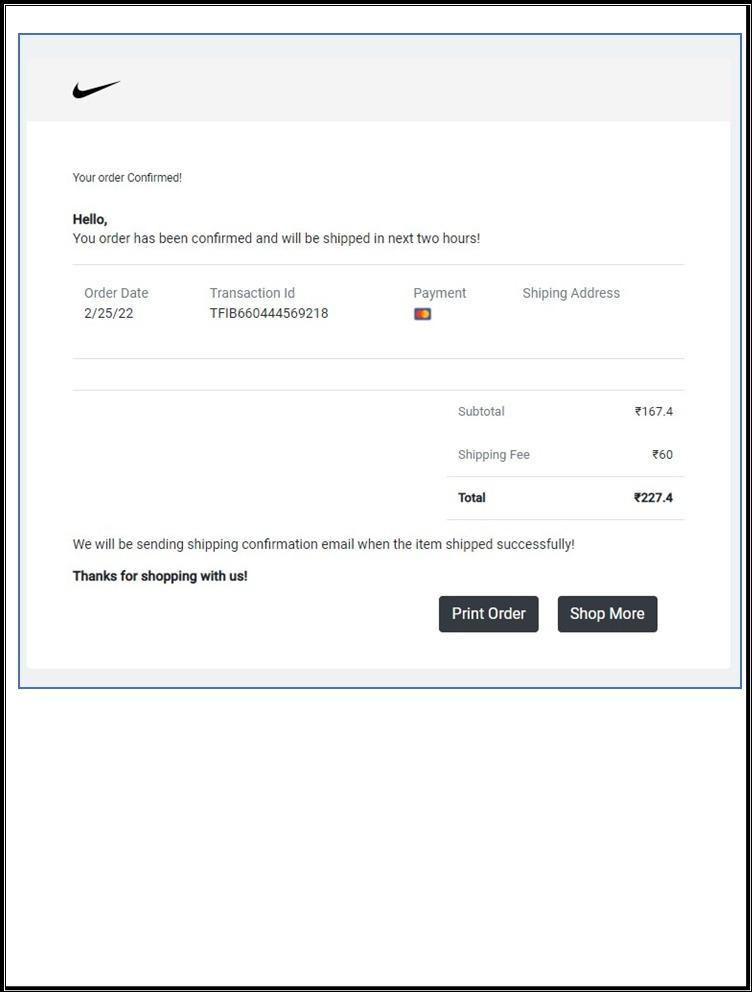 Your order Confirmed!
Hello,
You order has been confirmed and will be shipped in next two hours!
Order Date Transaction Id Payment Shiping Address
2/25/22 TFIB660444569218
Subtotal ₹167.4
Shipping Fee ₹60
Total ₹227.4
We will be sending shipping confirmation email when the item shipped successfully!
Thanks for shopping with us!
Print Order Shop More